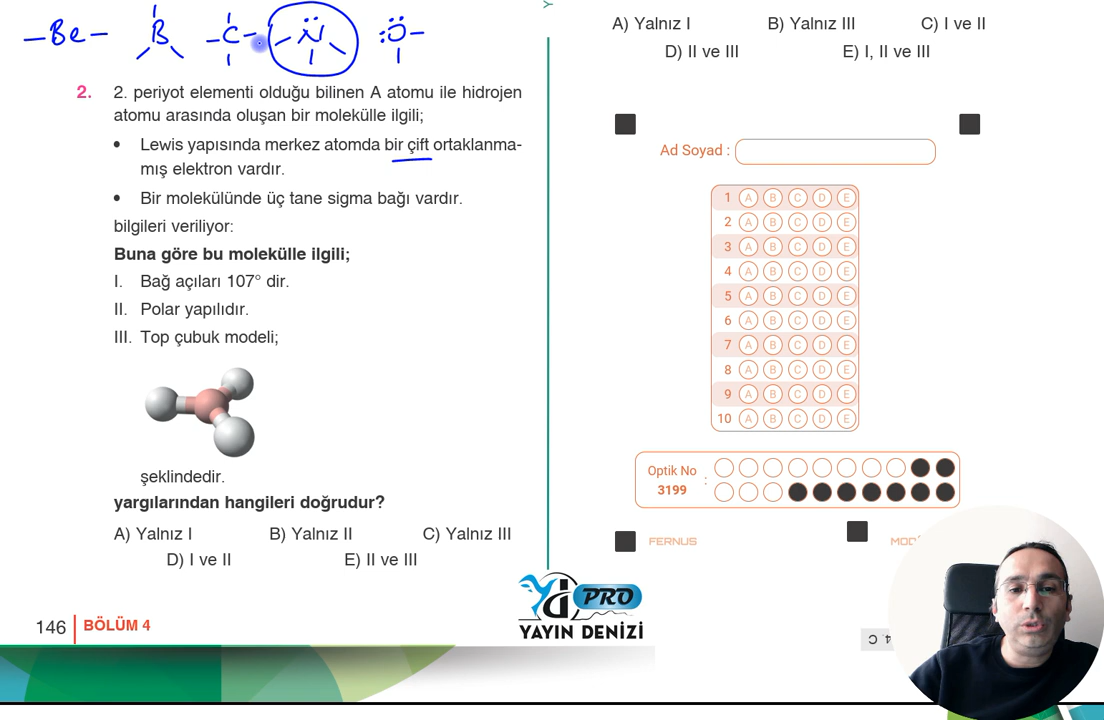 –Be– B C N O
2. 2. periyot elementi olduğu bilinen A atomu ile hidrojen
atomu arasında oluşan bir molekülle ilgili;
• Lewis yapısında merkez atomda bir çift ortaklanma-
mış elektron vardır.
• Bir molekülünde üç tane sigma bağı vardır.
bilgileri veriliyor:
Buna göre bu molekülle ilgili;
I. Bağ açıları 107° dir.
II. Polar yapılıdır.
III. Top çubuk modeli;
şeklindedir.
yargılarından hangileri doğrudur?
A) Yalnız I B) Yalnız II C) Yalnız III
D) I ve II E) II ve III
146 BÖLÜM 4
A) Yalnız I B) Yalnız III C) I ve II
D) II ve III E) I, II ve III
Ad Soyad :
1 A B C D E
2 A B C D E
3 A B C D E
4 A B C D E
5 A B C D E
6 A B C D E
7 A B C D E
8 A B C D E
9 A B C D E
10 A B C D E
Optik No :
3199
FERNUS
PRO
YAYIN DENİZİ
4. C